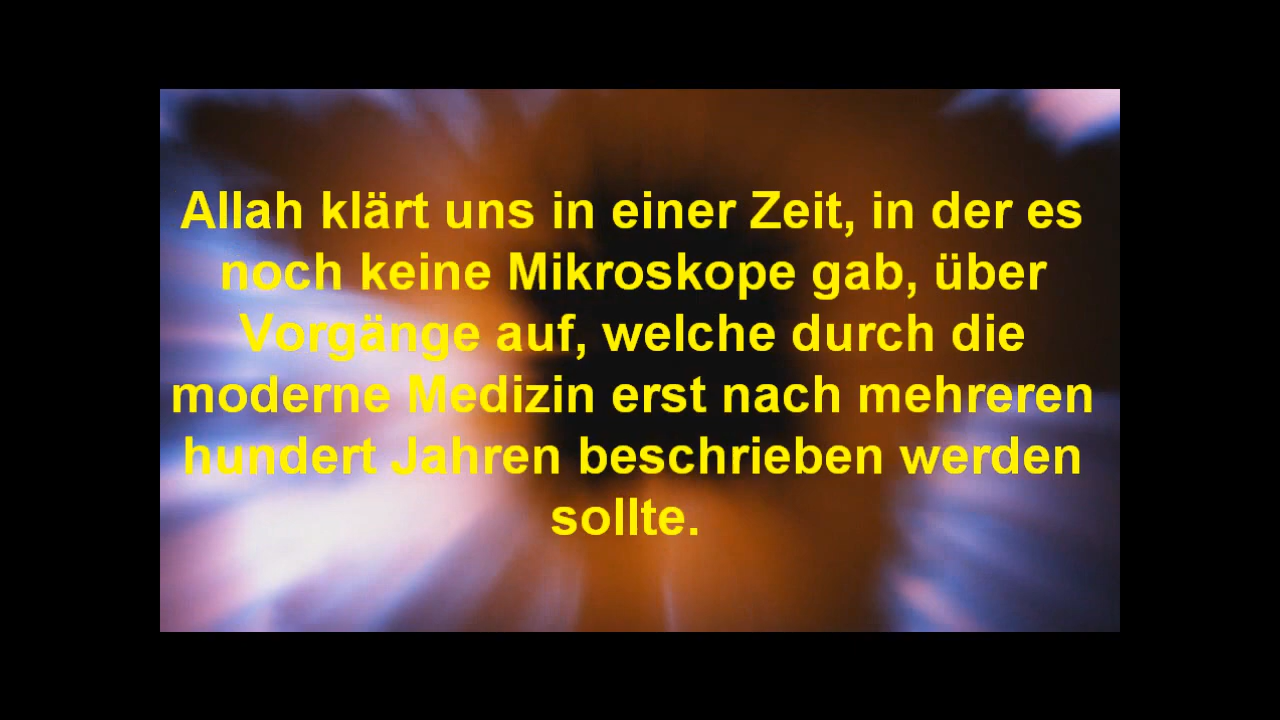 Allah klärt uns in einer Zeit, in der es
noch keine Mikroskope gab, über
Vorgänge auf, welche durch die
moderne Medizin erst nach mehreren
hundert Jahren beschrieben werden
sollte.